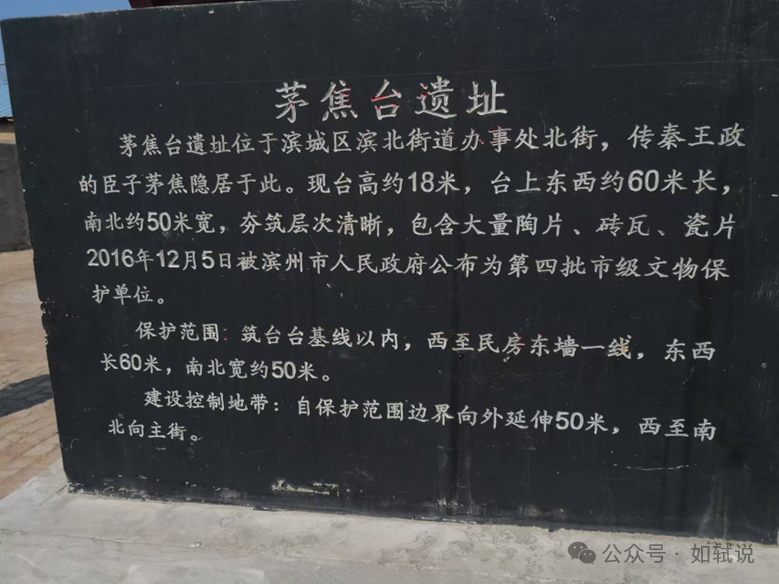 茅焦台遗址
茅焦台遗址位于滨城区滨北街道办事处北街，传秦王政
的臣子茅焦隐居于此。现台高约18米，台上东西约60米长，
南北约50米宽，夯筑层次清晰，包含大量陶片、砖瓦、瓷片
2016年12月5日被滨州市人民政府公布为第四批市级文物保
护单位。
保护范围：筑台台基线以内，西至民房东墙一线，东西
长60米，南北宽约50米。
建设控制地带：自保护范围边界向外延伸50米，西至南
北向主街。
公众号·如轼说